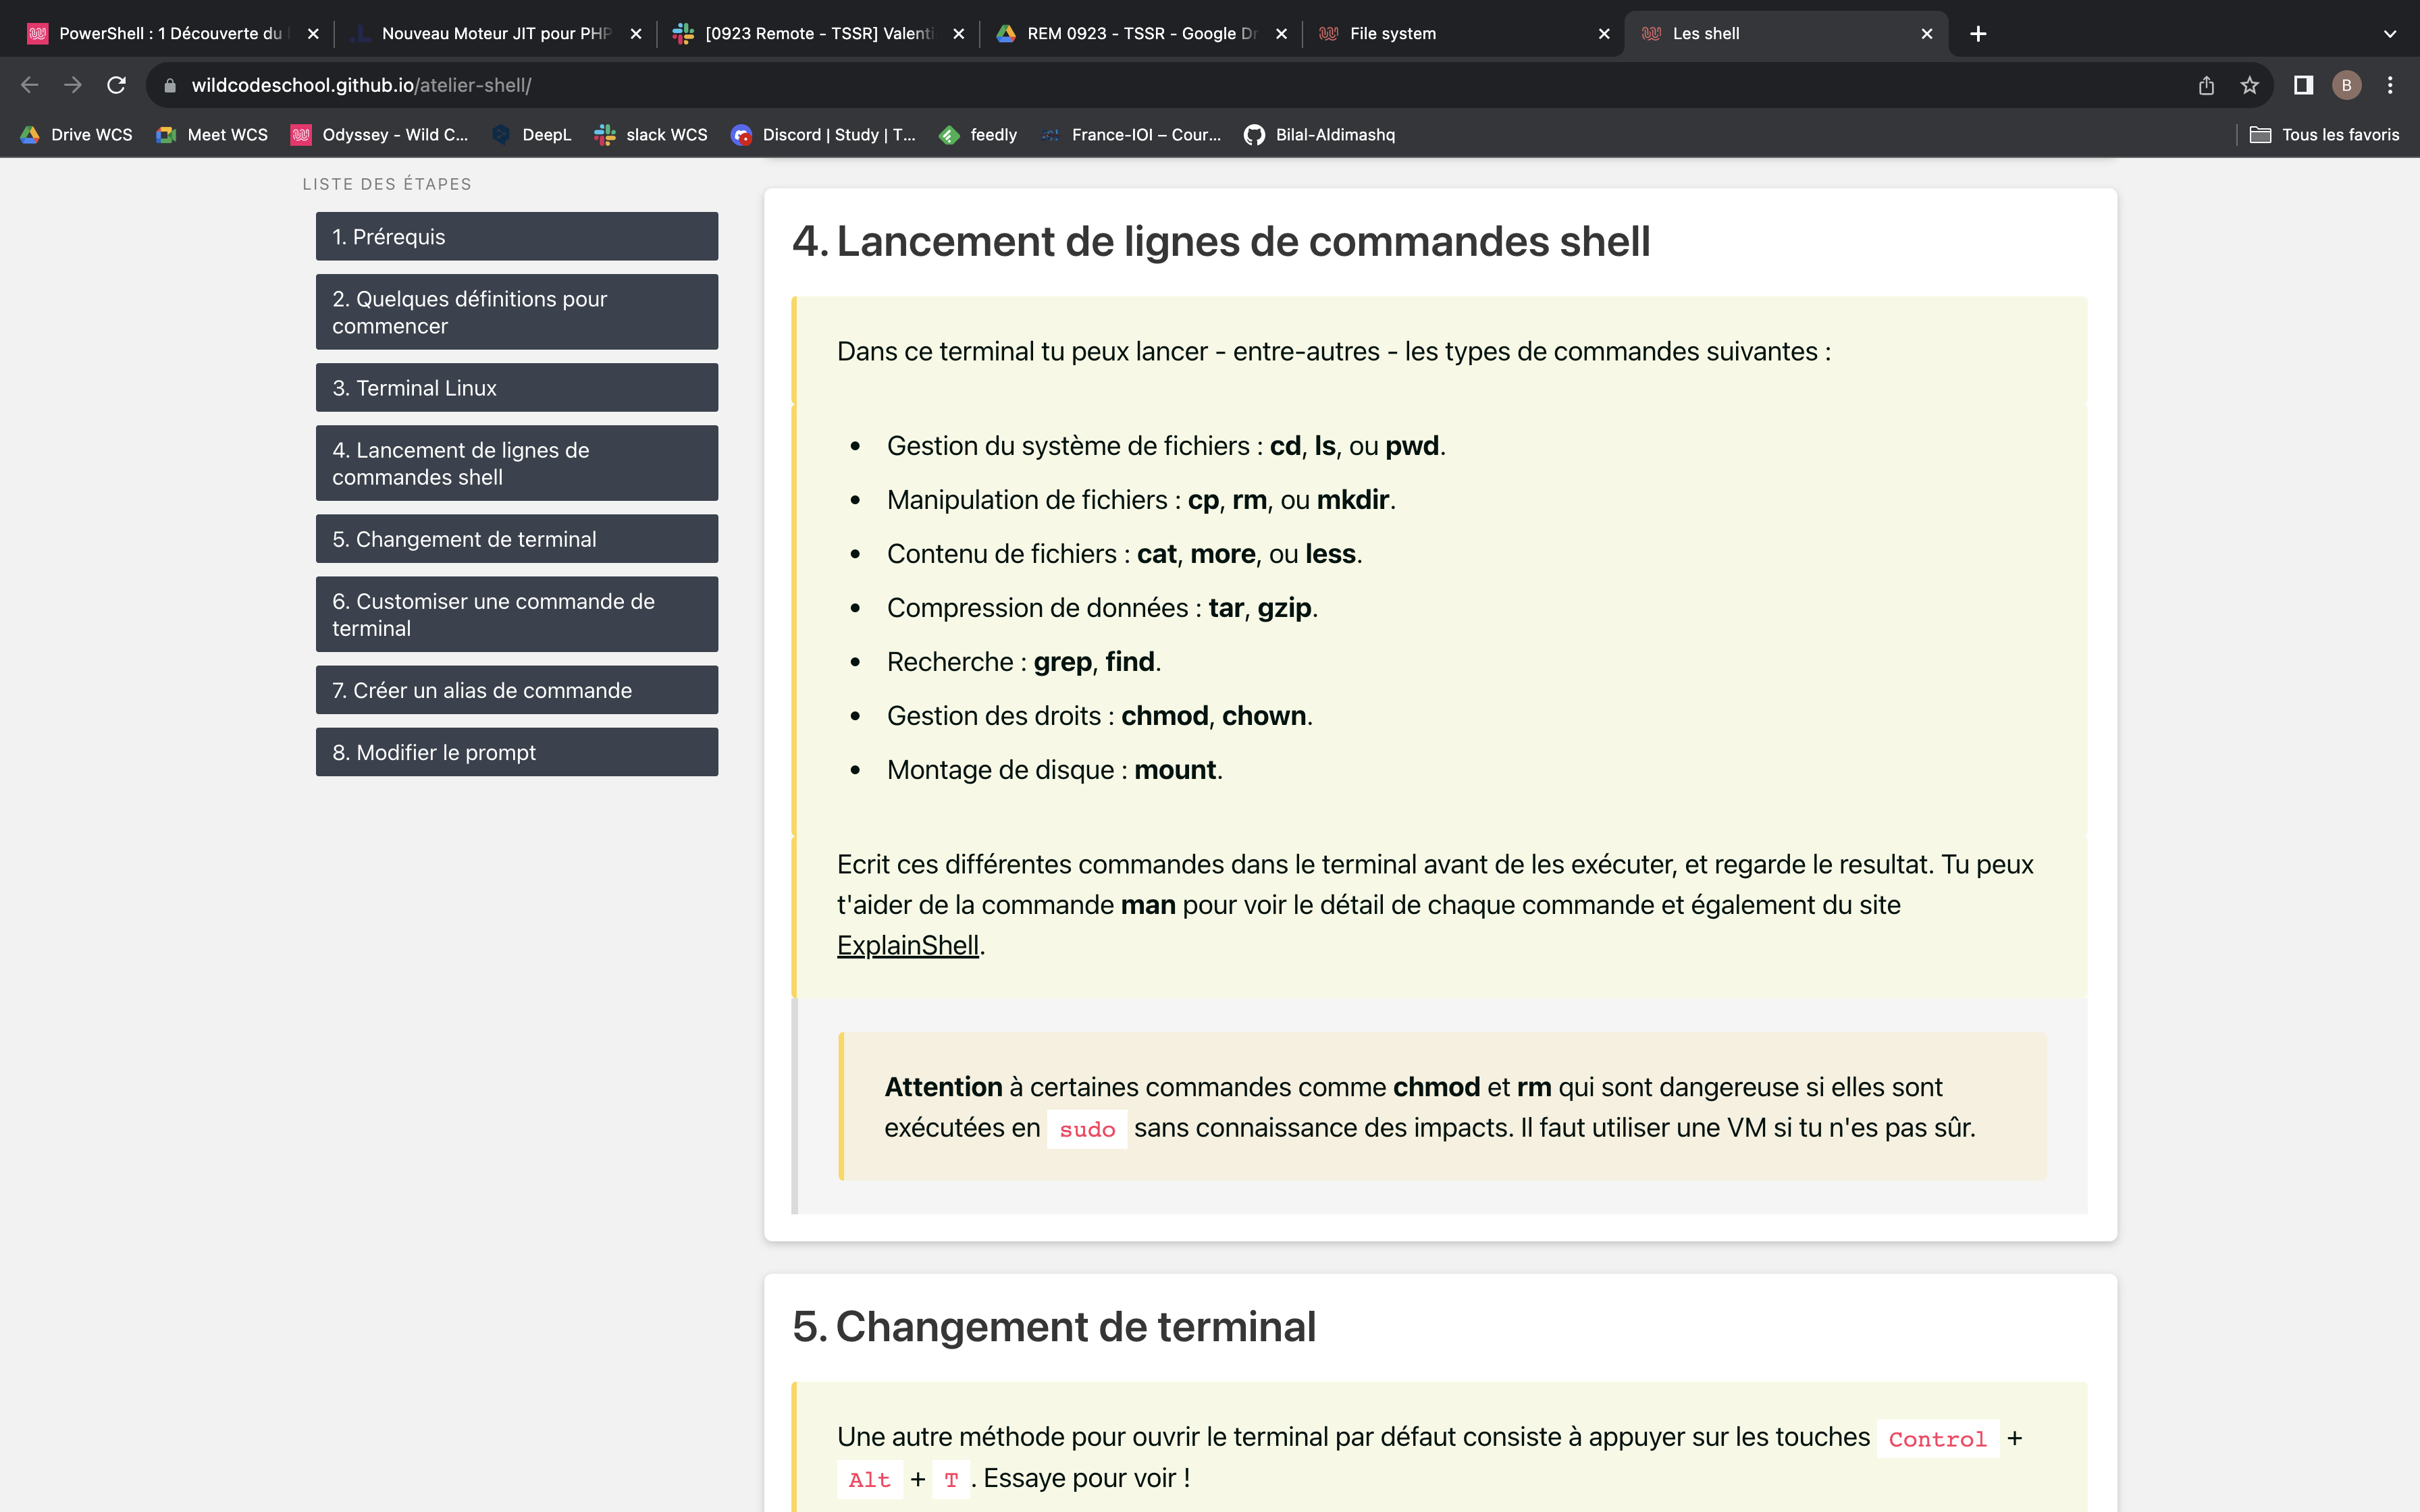 PowerShell : 1 Découverte du
Nouveau Moteur JIT pour PHP
[0923 Remote - TSSR] Valenti
REM 0923 - TSSR - Google Dr
File system
Les shell
wildcodeschool.github.io/atelier-shell/
B
Drive WCS
Meet WCS
Odyssey - Wild C...
DeepL
slack WCS
Discord | Study | T...
feedly
France-IOI – Cour...
Bilal-Aldimashq
Tous les favoris
LISTE DES ÉTAPES
1. Prérequis
2. Quelques définitions pour
commencer
3. Terminal Linux
4. Lancement de lignes de
commandes shell
5. Changement de terminal
6. Customiser une commande de
terminal
7. Créer un alias de commande
8. Modifier le prompt
4. Lancement de lignes de commandes shell
Dans ce terminal tu peux lancer - entre-autres - les types de commandes suivantes :
• Gestion du système de fichiers : cd, ls, ou pwd.
• Manipulation de fichiers : cp, rm, ou mkdir.
• Contenu de fichiers : cat, more, ou less.
• Compression de données : tar, gzip.
• Recherche : grep, find.
• Gestion des droits : chmod, chown.
• Montage de disque : mount.
Ecrit ces différentes commandes dans le terminal avant de les exécuter, et regarde le resultat. Tu peux
t'aider de la commande man pour voir le détail de chaque commande et également du site
ExplainShell.
Attention à certaines commandes comme chmod et rm qui sont dangereuse si elles sont
exécutées en sudo sans connaissance des impacts. Il faut utiliser une VM si tu n'es pas sûr.
5. Changement de terminal
Une autre méthode pour ouvrir le terminal par défaut consiste à appuyer sur les touches Control +
Alt + T. Essaye pour voir !